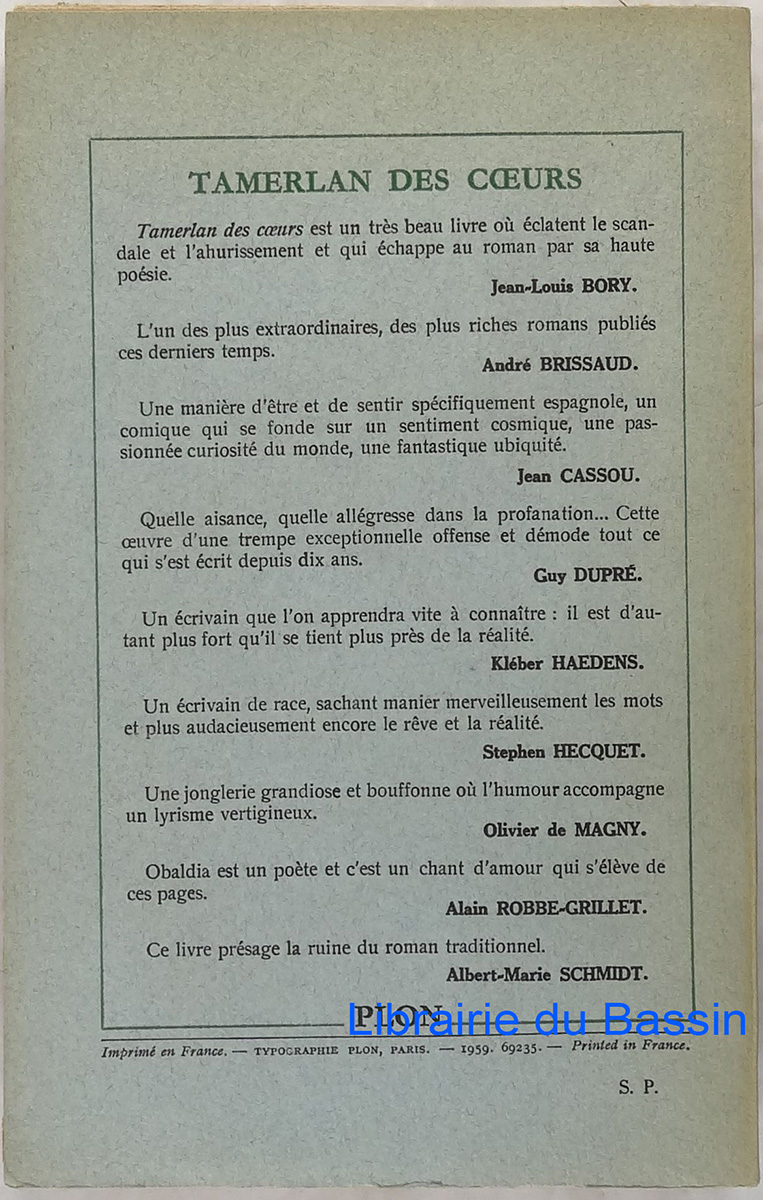 TAMERLAN DES CŒURS
Tamerlan des cœurs est un très beau livre où éclatent le scan-
dale et l'ahurissement et qui échappe au roman par sa haute
poésie.
Jean-Louis BORY.
L'un des plus extraordinaires, des plus riches romans publiés
ces derniers temps.
André BRISSAUD.
Une manière d'être et de sentir spécifiquement espagnole, un
comique qui se fonde sur un sentiment cosmique, une pas-
sionnée curiosité du monde, une fantastique ubiquité.
Jean CASSOU.
Quelle aisance, quelle allégresse dans la profanation... Cette
œuvre d'une trempe exceptionnelle offense et démode tout ce
qui s'est écrit depuis dix ans.
Guy DUPRÉ.
Un écrivain que l'on apprendra vite à connaître : il est d'au-
tant plus fort qu'il se tient plus près de la réalité.
Kléber HAEDENS.
Un écrivain de race, sachant manier merveilleusement les mots
et plus audacieusement encore le rêve et la réalité.
Stephen HECQUET.
Une jonglerie grandiose et bouffonne où l'humour accompagne
un lyrisme vertigineux.
Olivier de MAGNY.
Obaldia est un poète et c'est un chant d'amour qui s'élève de
ces pages.
Alain ROBBE-GRILLET.
Ce livre présage la ruine du roman traditionnel.
Albert-Marie SCHMIDT.
PLON
Librairie du Bassin
Imprimé en France. — TYPOGRAPHIE PLON, PARIS. — 1959. 69235. — Printed in France.
S. P.